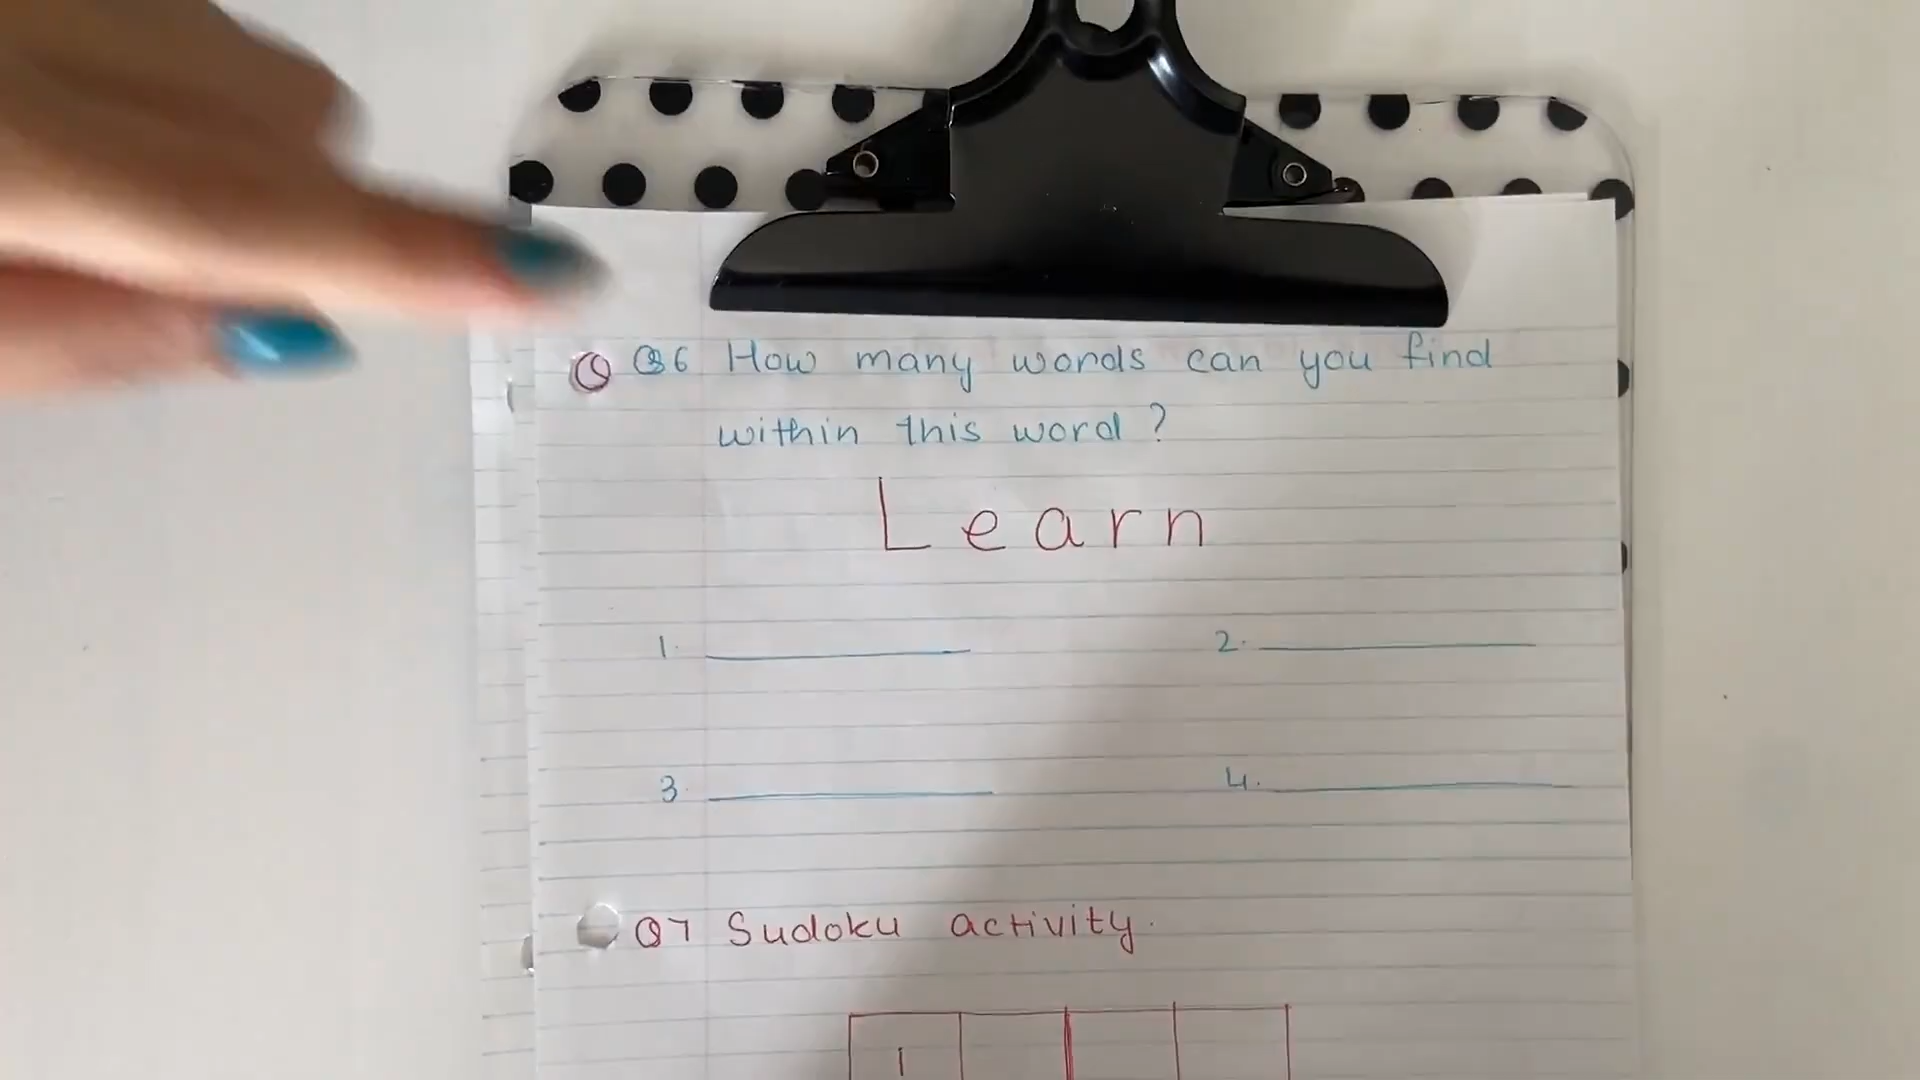 Q Q6 How many words can you find
within this word ?
Learn
1. 2.
3. 4.
Q7 Sudoku activity.
1